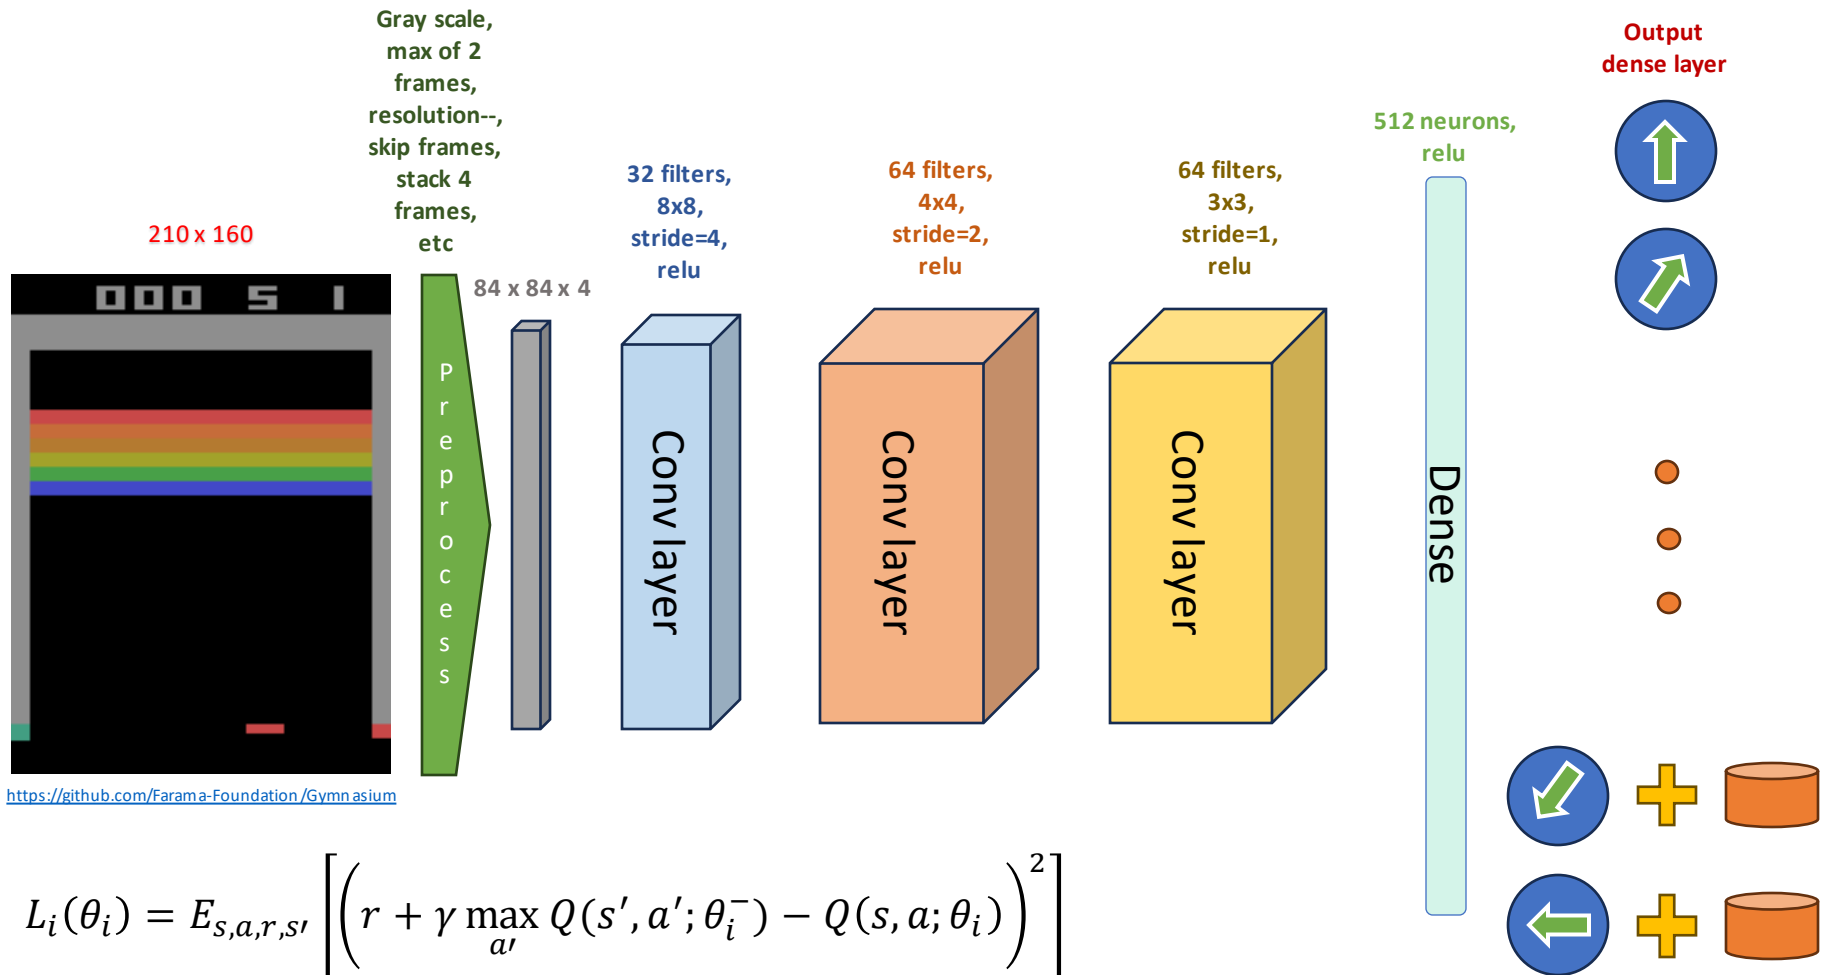 Gray scale,
max of 2
frames,
resolution--,
skip frames,
stack 4
frames,
etc
Output
dense layer
512 neurons,
relu
32 filters,
8x8,
stride=4,
relu
64 filters,
4x4,
stride=2,
relu
64 filters,
3x3,
stride=1,
relu
210 x 160
84 x 84 x 4
000 5 1
Preprocess
Conv layer
Conv layer
Conv layer
Dense
https://github.com/Farama-Foundation/Gymnasium
L_i(θ_i) = E_{s,a,r,s′} [(r + γ max_{a′} Q(s′, a′; θ_i^−) − Q(s, a; θ_i))^2]